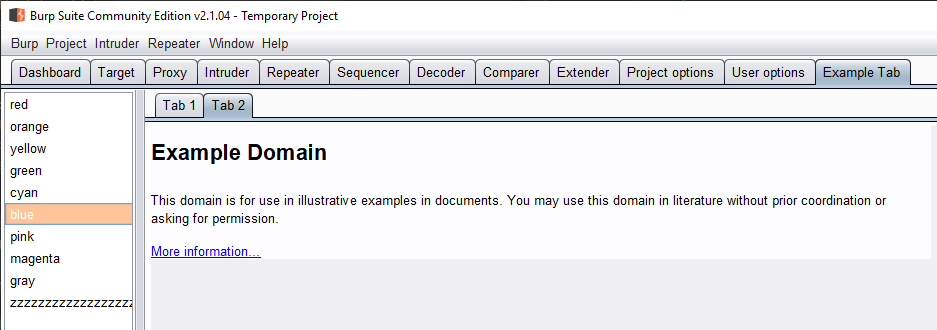 Burp Suite Community Edition v2.1.04 - Temporary Project
Burp Project Intruder Repeater Window Help
Dashboard Target Proxy Intruder Repeater Sequencer Decoder Comparer Extender Project options User options Example Tab
red
orange
yellow
green
cyan
blue
pink
magenta
gray
zzzzzzzzzzzzzzzzzz
Tab 1 Tab 2
Example Domain
This domain is for use in illustrative examples in documents. You may use this domain in literature without prior coordination or
asking for permission.
More information...